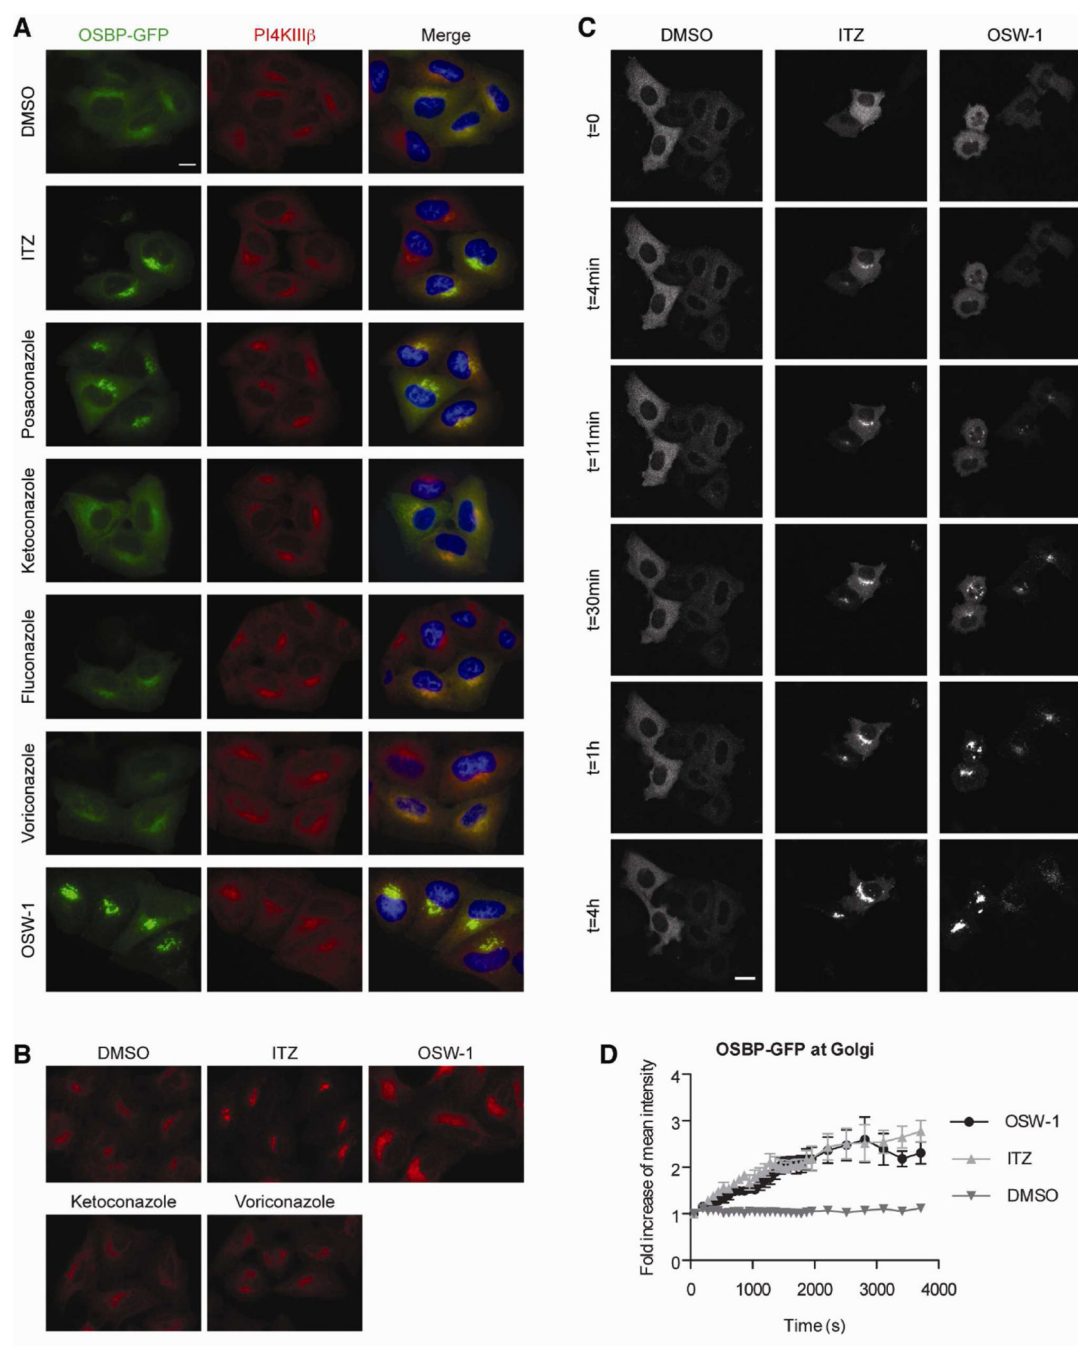 A
OSBP-GFP
PI4KIIIβ
Merge
DMSO
ITZ
Posaconazole
Ketoconazole
Fluconazole
Voriconazole
OSW-1
B
DMSO
ITZ
OSW-1
Ketoconazole
Voriconazole
C
DMSO
ITZ
OSW-1
t=0
t=4min
t=11min
t=30min
t=1h
t=4h
D
OSBP-GFP at Golgi
Fold increase of mean intensity
4
3
2
1
0
0
1000
2000
3000
4000
Time (s)
OSW-1
ITZ
DMSO